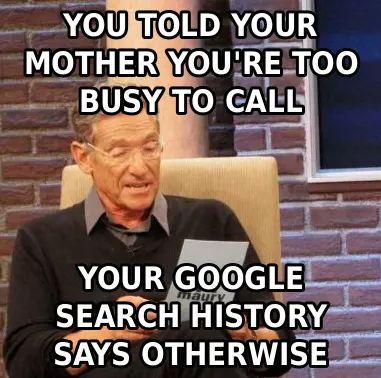 YOU TOLD YOUR
MOTHER YOU'RE TOO
BUSY TO CALL
maury
YOUR GOOGLE
SEARCH HISTORY
SAYS OTHERWISE